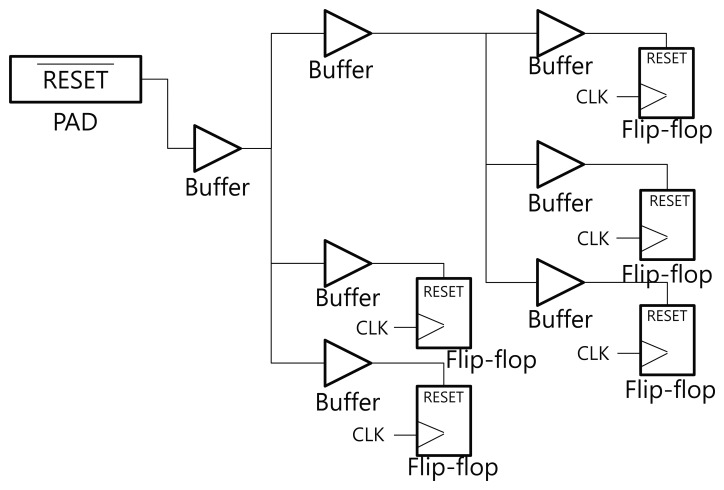 RESET
PAD
Buffer
Buffer
Buffer
RESET
CLK
Flip-flop
Buffer
RESET
CLK
Flip-flop
Buffer
RESET
CLK
Flip-flop
Buffer
RESET
CLK
Flip-flop
Buffer
RESET
CLK
Flip-flop